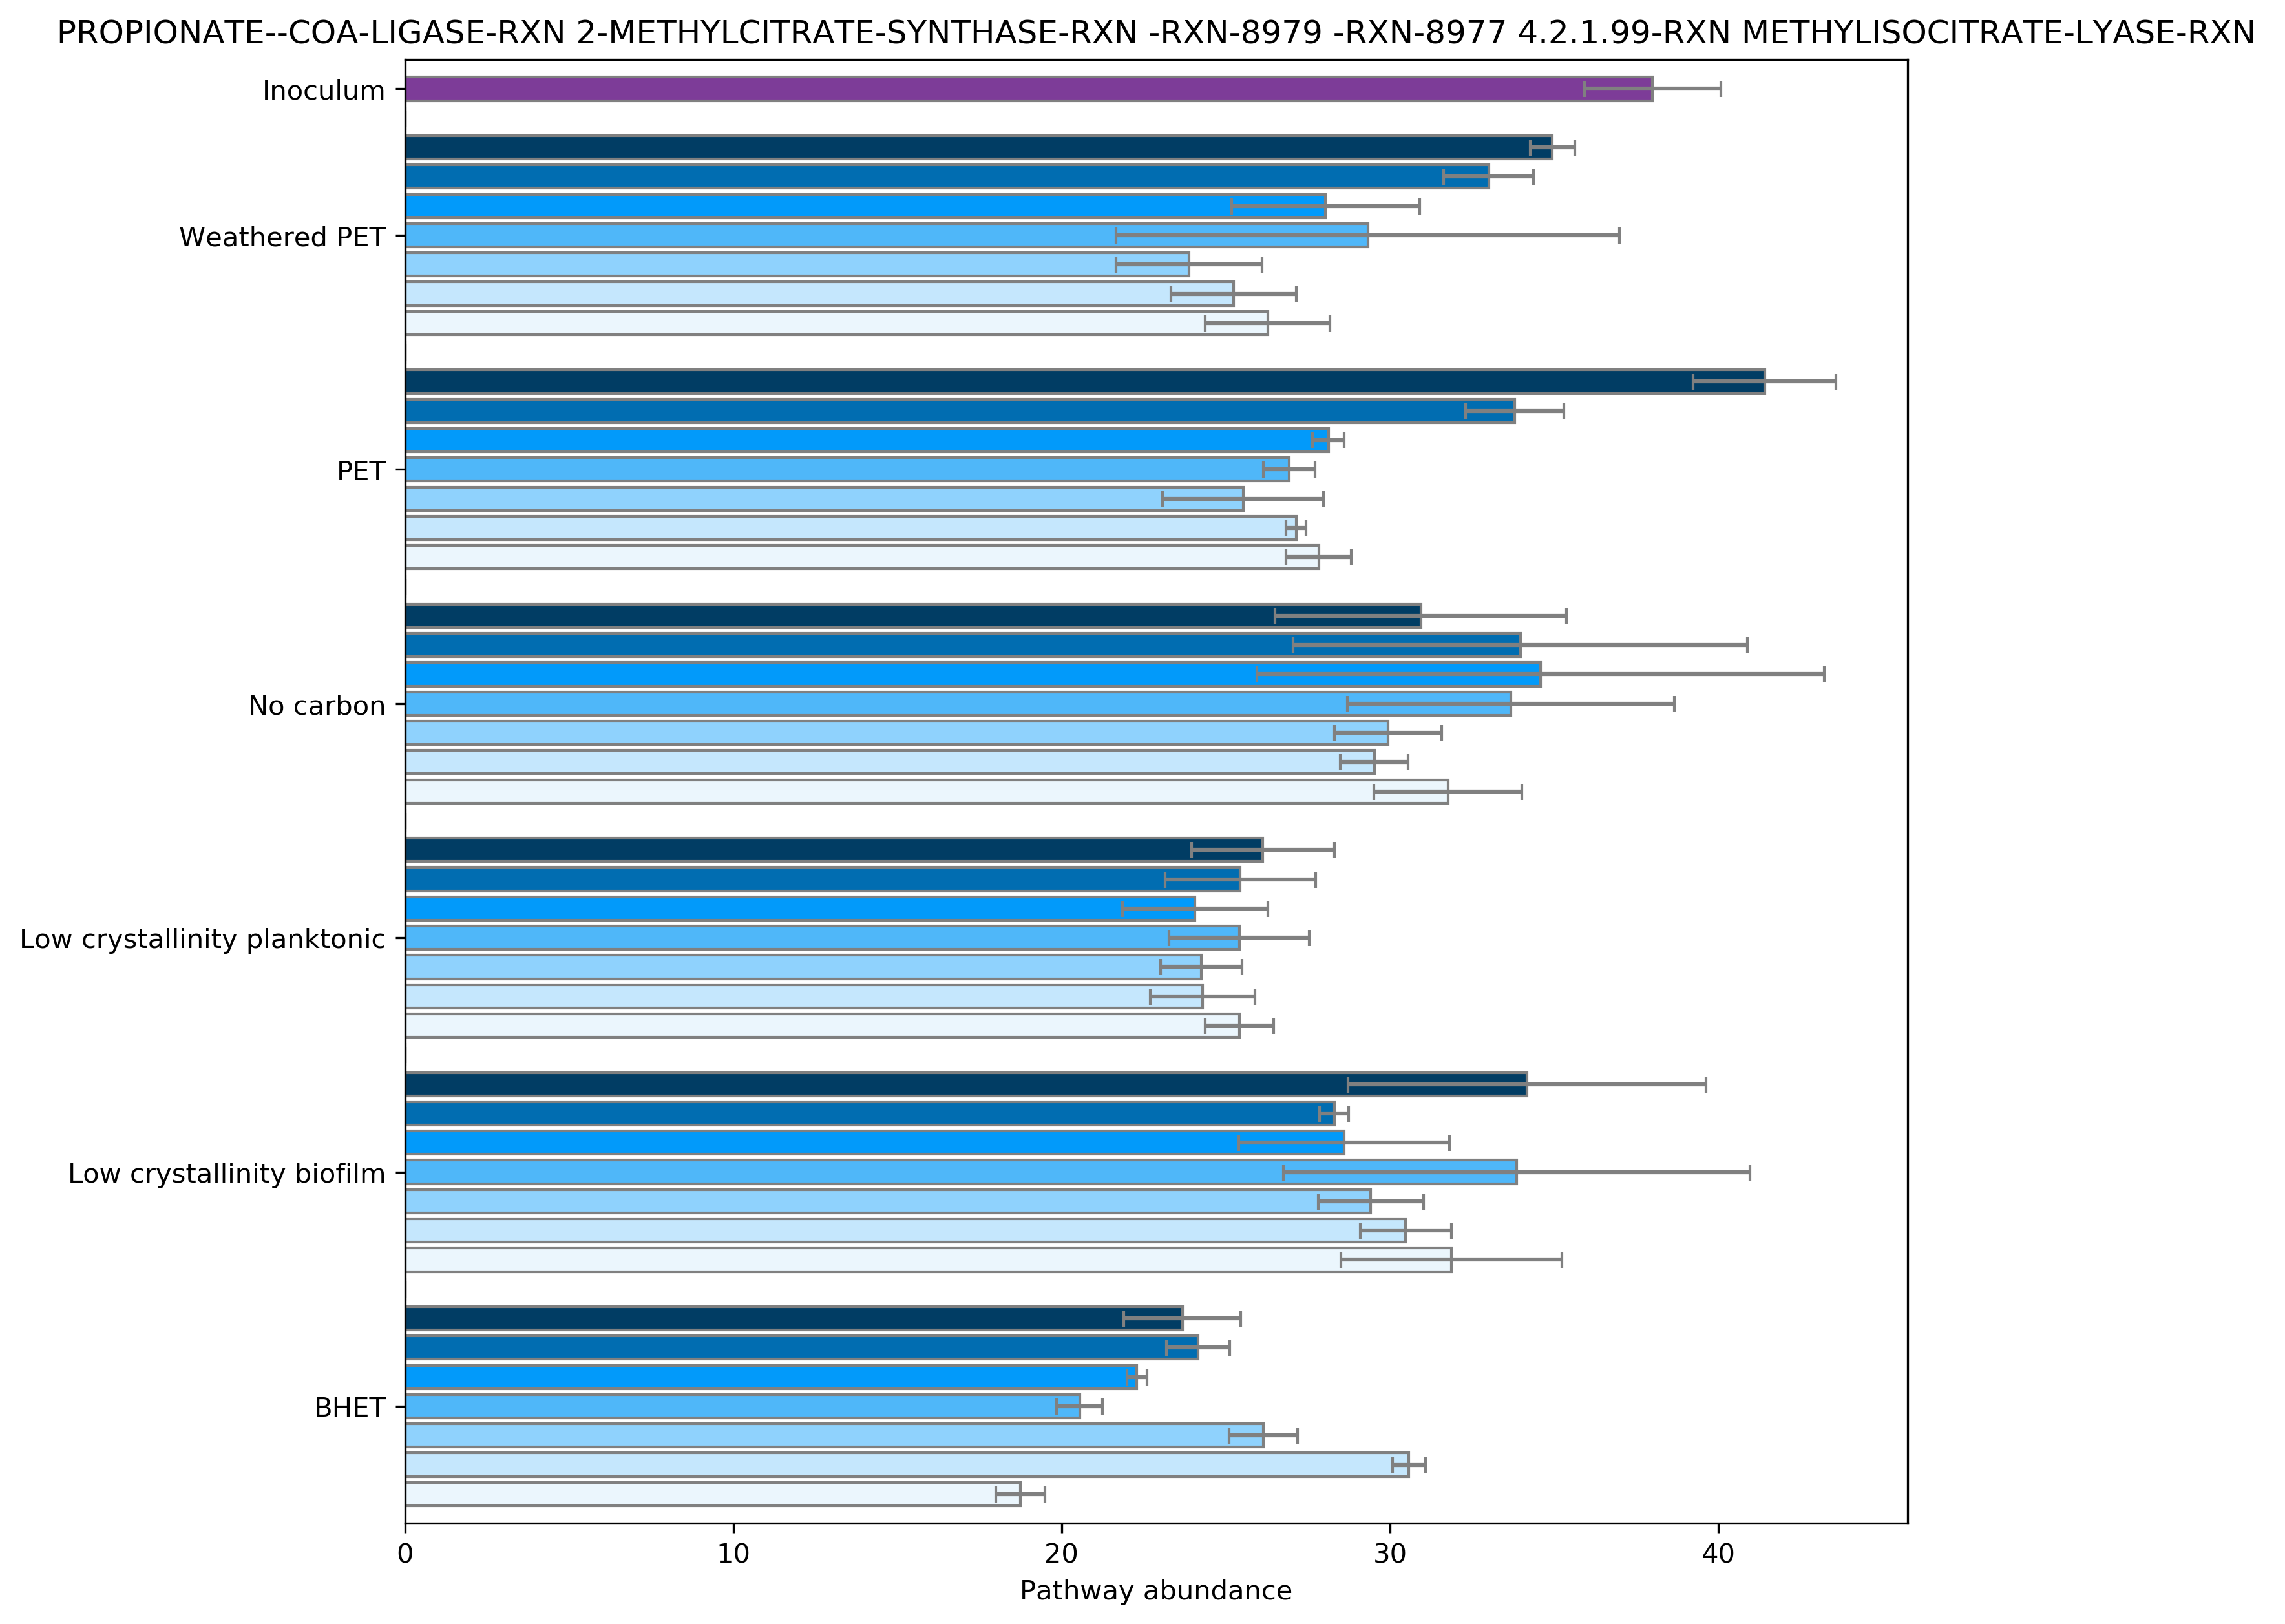 PROPIONATE--COA-LIGASE-RXN 2-METHYLCITRATE-SYNTHASE-RXN -RXN-8979 -RXN-8977 4.2.1.99-RXN METHYLISOCITRATE-LYASE-RXN
Inoculum
Weathered PET
PET
No carbon
Low crystallinity planktonic
Low crystallinity biofilm
BHET
0 10 20 30 40
Pathway abundance